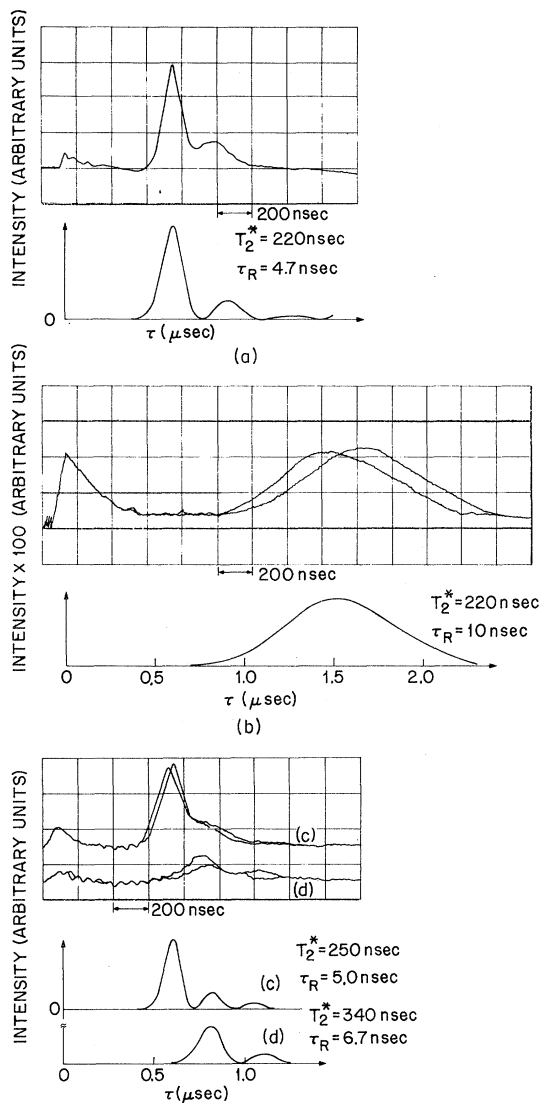 INTENSITY (ARBITRARY UNITS)
200 nsec
T₂* = 220 nsec
τR = 4.7 nsec
0
τ (μsec)
(a)
INTENSITY X 100 (ARBITRARY UNITS)
200 nsec
T₂* = 220 nsec
τR = 10 nsec
0 0.5 1.0 1.5 2.0
τ (μsec)
(b)
INTENSITY (ARBITRARY UNITS)
(c)
(d)
200 nsec
T₂* = 250 nsec
(c) τR = 5.0 nsec
0
T₂* = 340 nsec
(d) τR = 6.7 nsec
0 0.5 1.0
τ (μsec)